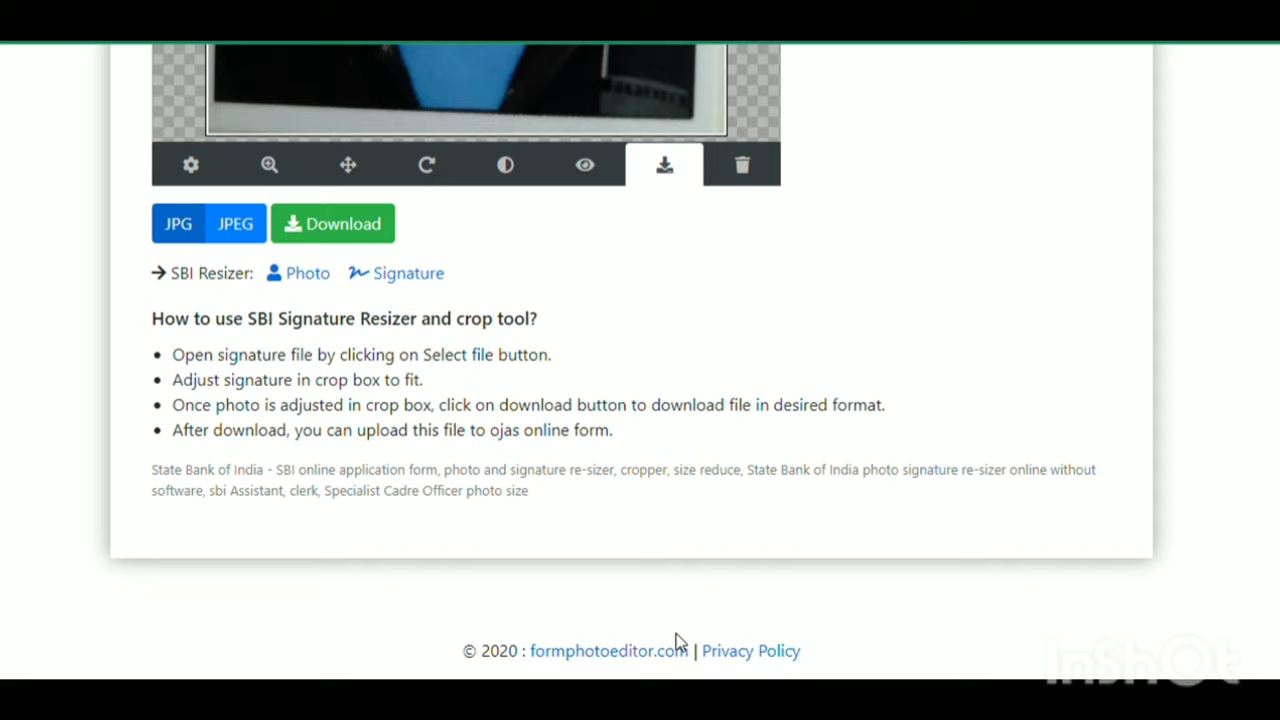 JPG JPEG Download
SBI Resizer: Photo Signature
How to use SBI Signature Resizer and crop tool?
Open signature file by clicking on Select file button.
Adjust signature in crop box to fit.
Once photo is adjusted in crop box, click on download button to download file in desired format.
After download, you can upload this file to ojas online form.
State Bank of India - SBI online application form, photo and signature re-sizer, cropper, size reduce, State Bank of India photo signature re-sizer online without
software, sbi Assistant, clerk, Specialist Cadre Officer photo size
© 2020 : formphotoeditor.com | Privacy Policy
InShOt